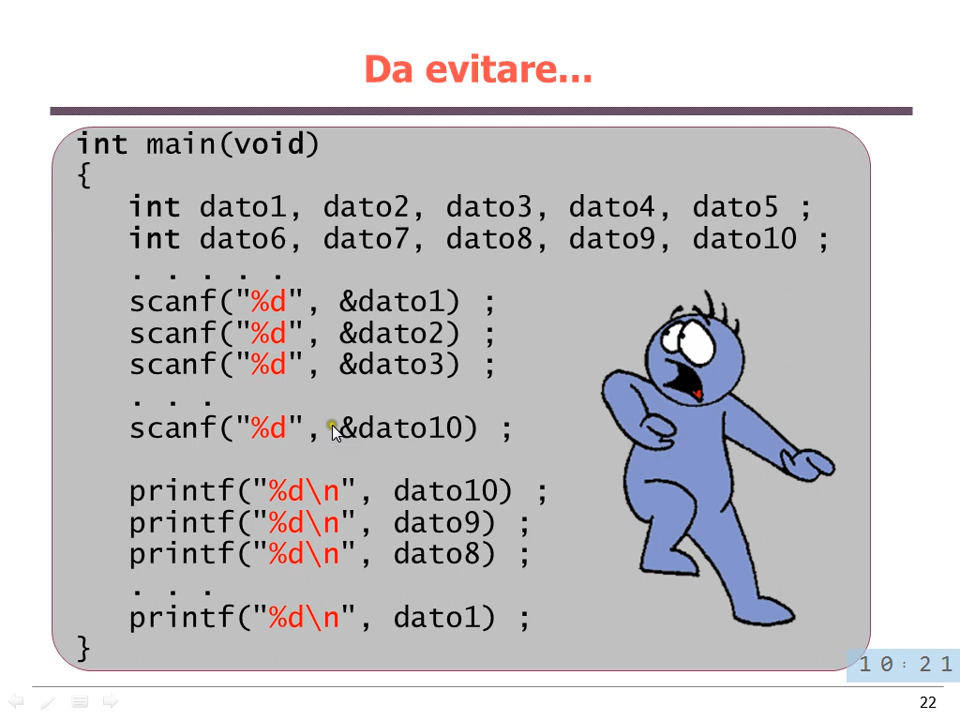 Da evitare...
int main(void)
{
int dato1, dato2, dato3, dato4, dato5 ;
int dato6, dato7, dato8, dato9, dato10 ;
. . . . .
scanf("%d", &dato1) ;
scanf("%d", &dato2) ;
scanf("%d", &dato3) ;
. . .
scanf("%d", &dato10) ;
printf("%d\n", dato10) ;
printf("%d\n", dato9) ;
printf("%d\n", dato8) ;
. . .
printf("%d\n", dato1) ;
}
10:21
22